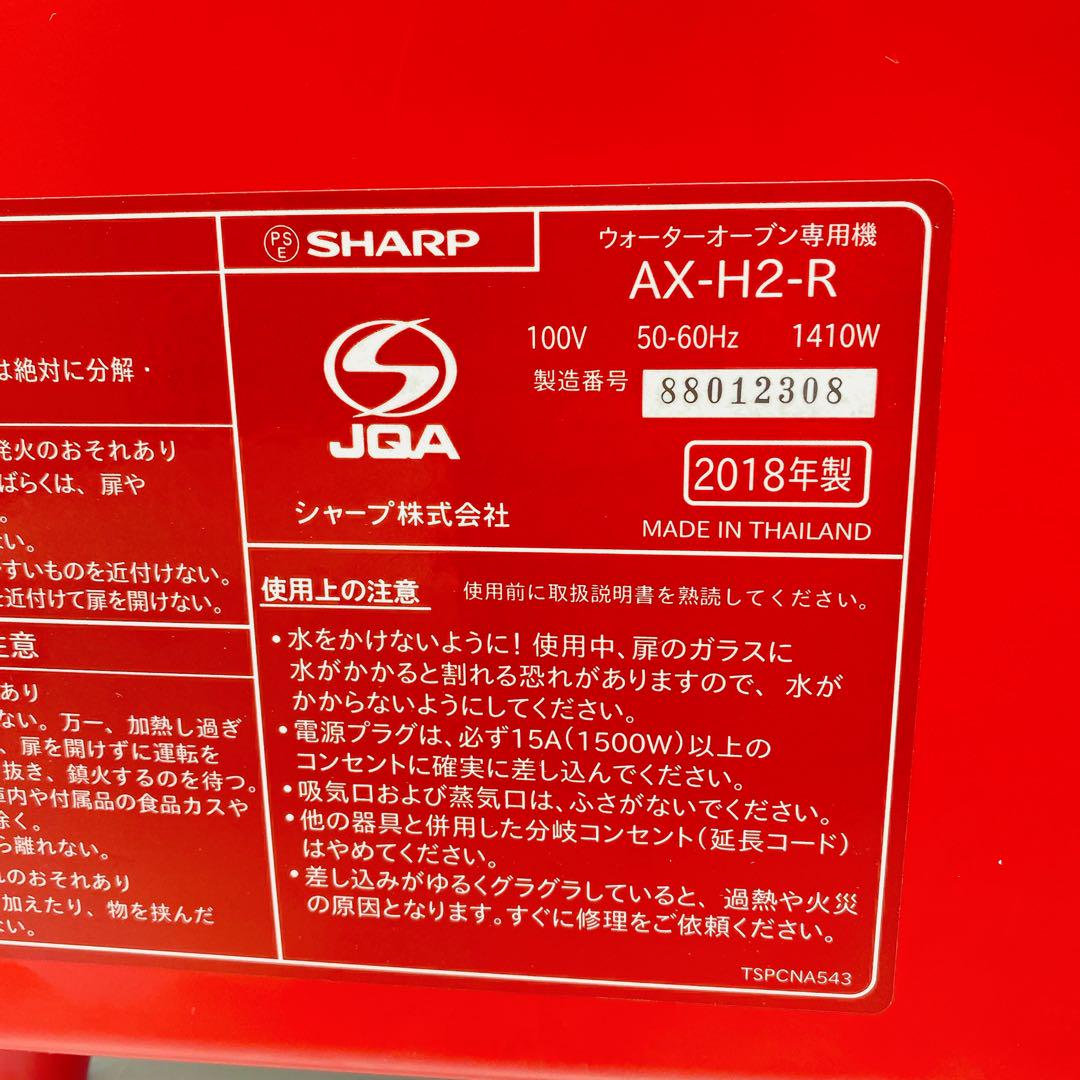 PS
E
SHARP
ウォーターオーブン専用機
AX-H2-R
100V 50-60Hz 1410W
製造番号 88012308
JQA
2018年製
シャープ株式会社
MADE IN THAILAND
使用上の注意 使用前に取扱説明書を熟読してください。
•水をかけないように! 使用中、扉のガラスに
水がかかると割れる恐れがありますので、水が
かからないようにしてください。
•電源プラグは、必ず15A(1500W)以上の
コンセントに確実に差し込んでください。
•吸気口および蒸気口は、ふさがないでください。
•他の器具と併用した分岐コンセント(延長コード)
はやめてください。
•差し込みがゆるくグラグラしていると、過熱や火災
の原因となります。すぐに修理をご依頼ください。
TSPCNA543
は絶対に分解・
発火のおそれあり
ばらくは、扉や
。
い。
すいものを近付けない。
近付けて扉を開けない。
注意
あり
ない。万一、加熱し過ぎ
、扉を開けずに運転を
抜き、鎮火するのを待つ。
庫内や付属品の食品カスや
除く。
ら離れない。
れのおそれあり
加えたり、物を挟んだ
い。